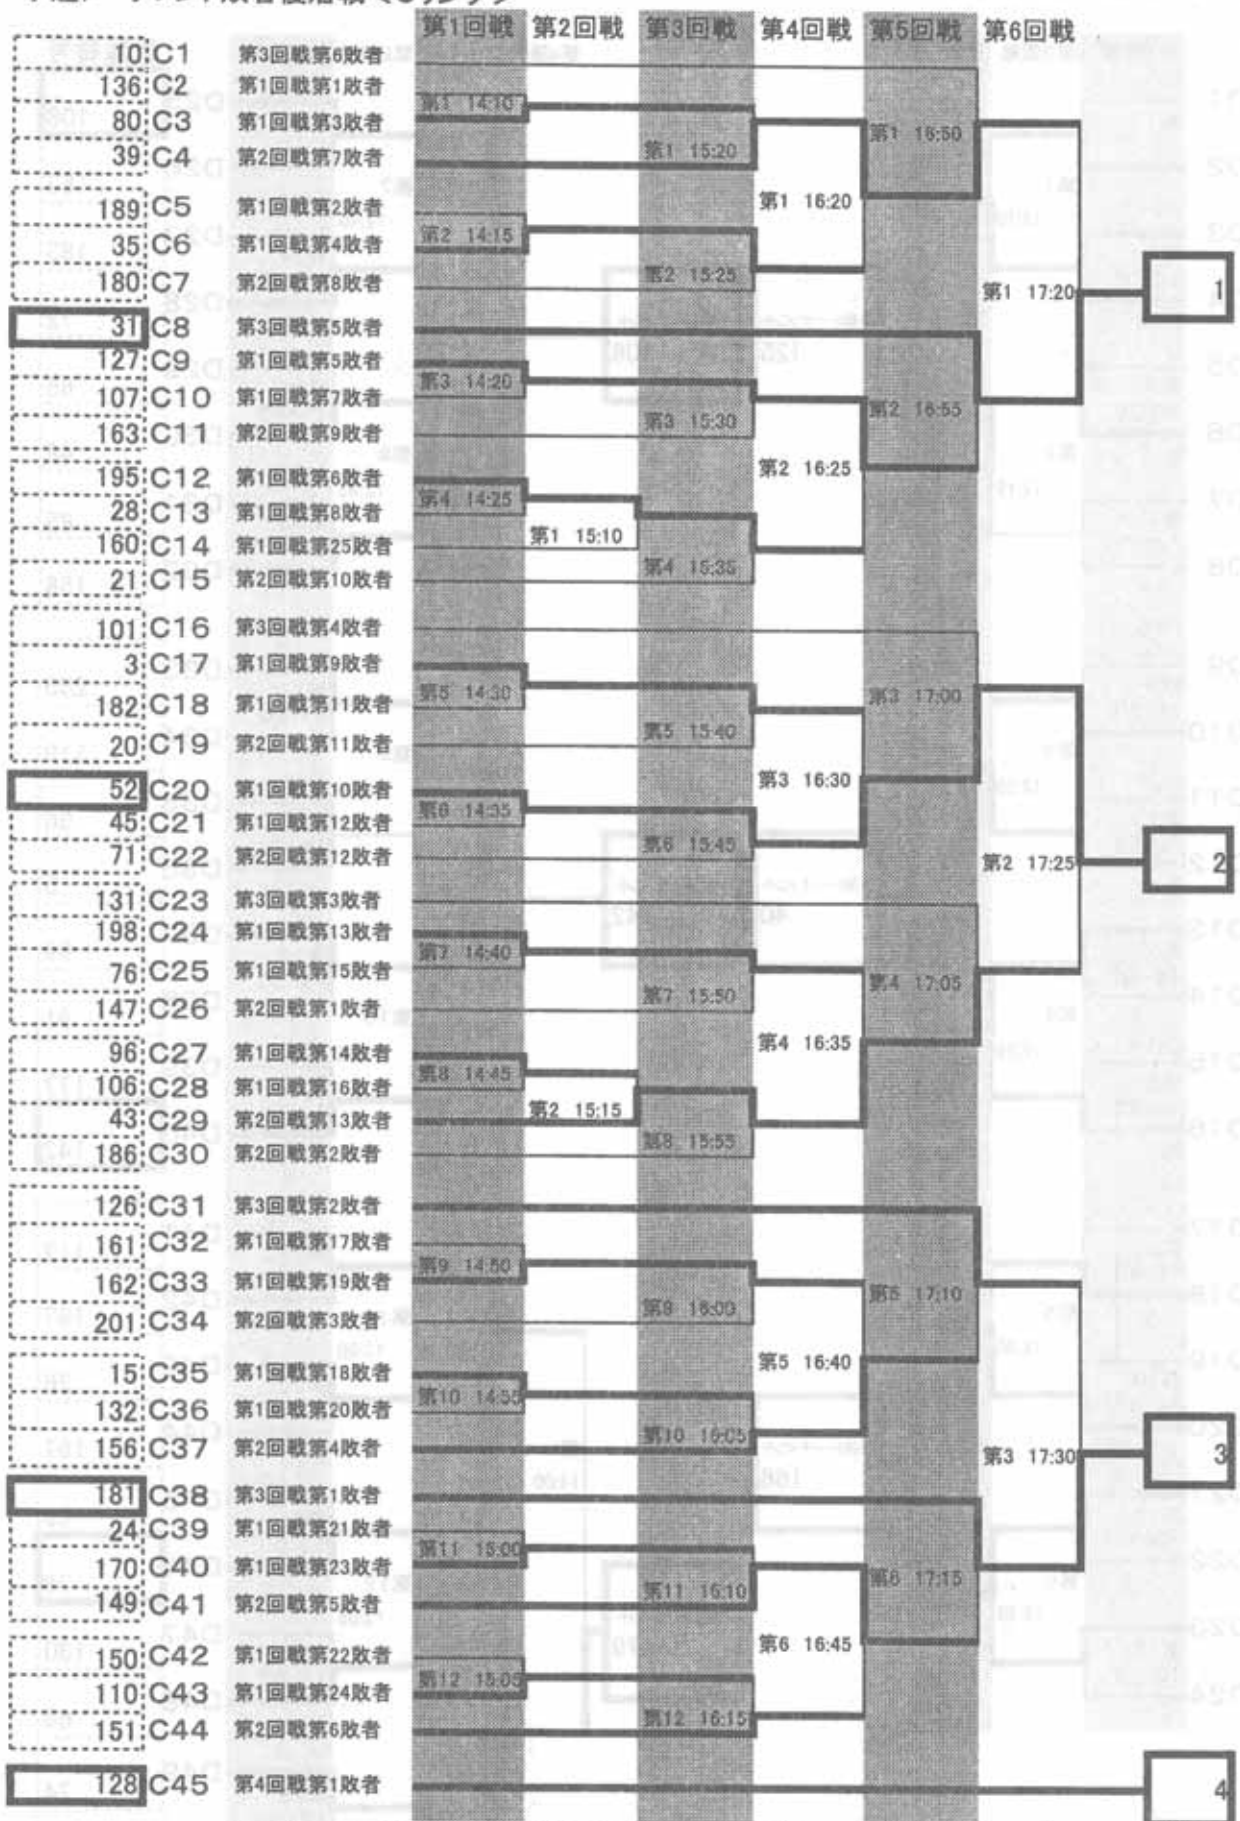 第1回戦 第2回戦 第3回戦 第4回戦 第5回戦 第6回戦
10 C1 第3回戦第6敗者
136 C2 第1回戦第1敗者
第1 14:10
80 C3 第1回戦第3敗者
第1 16:50
39 C4 第2回戦第7敗者
第1 15:20
189 C5 第1回戦第2敗者
第1 16:20
35 C6 第1回戦第4敗者
第2 14:15
180 C7 第2回戦第8敗者
第2 15:25
第1 17:20
1
31 C8 第3回戦第5敗者
127 C9 第1回戦第5敗者
第3 14:20
107 C10 第1回戦第7敗者
第2 16:55
163 C11 第2回戦第9敗者
第3 15:30
195 C12 第1回戦第6敗者
第2 16:25
第4 14:25
28 C13 第1回戦第8敗者
第1 15:10
160 C14 第1回戦第25敗者
第4 15:35
21 C15 第2回戦第10敗者
101 C16 第3回戦第4敗者
3 C17 第1回戦第9敗者
第5 14:30
第3 17:00
182 C18 第1回戦第11敗者
第5 15:40
20 C19 第2回戦第11敗者
第3 16:30
52 C20 第1回戦第10敗者
第6 14:35
45 C21 第1回戦第12敗者
第6 15:45
71 C22 第2回戦第12敗者
第2 17:25
2
131 C23 第3回戦第3敗者
198 C24 第1回戦第13敗者
第7 14:40
76 C25 第1回戦第15敗者
第4 17:05
第7 15:50
147 C26 第2回戦第1敗者
第4 16:35
96 C27 第1回戦第14敗者
第8 14:45
106 C28 第1回戦第16敗者
第2 15:15
43 C29 第2回戦第13敗者
第8 15:55
186 C30 第2回戦第2敗者
126 C31 第3回戦第2敗者
161 C32 第1回戦第17敗者
第9 14:50
162 C33 第1回戦第19敗者
第5 17:10
第9 16:00
201 C34 第2回戦第3敗者
第5 16:40
15 C35 第1回戦第18敗者
第10 14:55
132 C36 第1回戦第20敗者
第10 16:05
156 C37 第2回戦第4敗者
第3 17:30
3
181 C38 第3回戦第1敗者
24 C39 第1回戦第21敗者
第11 15:00
170 C40 第1回戦第23敗者
第6 17:15
第11 16:10
149 C41 第2回戦第5敗者
第6 16:45
150 C42 第1回戦第22敗者
第12 15:05
110 C43 第1回戦第24敗者
第12 16:15
151 C44 第2回戦第6敗者
128 C45 第4回戦第1敗者
4